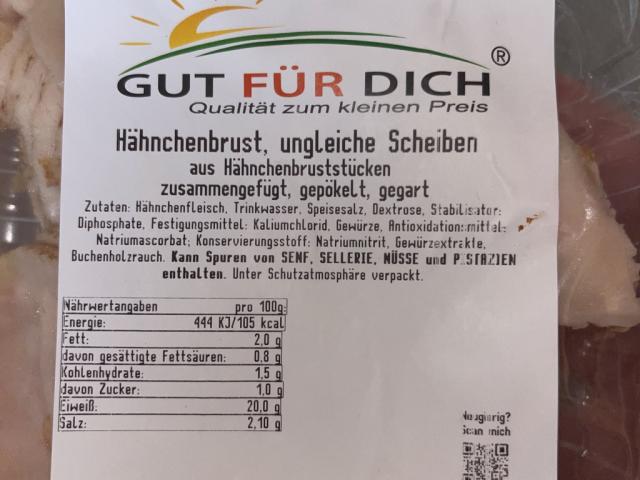 GUT FÜR DICH ®
Qualität zum kleinen Preis
Hähnchenbrust, ungleiche Scheiben
aus Hähnchenbruststücken
zusammengefügt, gepökelt, gegart
Zutaten: Hähnchenfleisch, Trinkwasser, Speisesalz, Dextrose, Stabilisator:
Diphosphate, Festigungsmittel: Kaliumchlorid, Gewürze, Antioxidationsmittel:
Natriumascorbat; Konservierungsstoff: Natriumnitrit, Gewürzextrakte,
Buchenholzrauch. Kann Spuren von SENF, SELLERIE, NÜSSE und PISTAZIEN
enthalten. Unter Schutzatmosphäre verpackt.
Nährwertangaben pro 100g:
Energie: 444 KJ/105 kcal
Fett: 2,0 g
davon gesättigte Fettsäuren: 0,8 g
Kohlenhydrate: 1,5 g
davon Zucker: 1,0 g
Eiweiß: 20,0 g
Salz: 2,10 g
Neugierig?
Scan mich